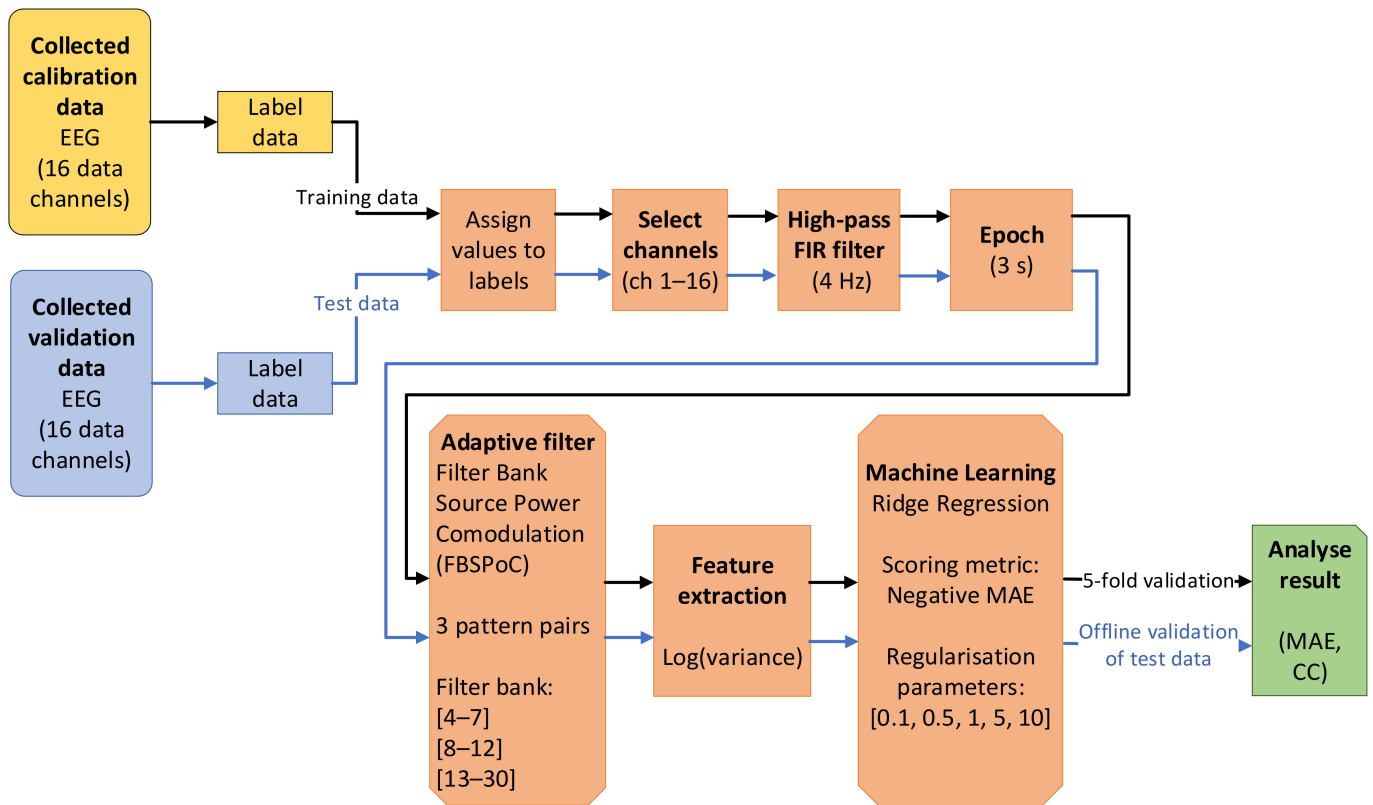 Collected
calibration
data
EEG
(16 data
channels)
Label
data
Training data
Assign
values to
labels
Select
channels
(ch 1–16)
High-pass
FIR filter
(4 Hz)
Epoch
(3 s)
Collected
validation
data
EEG
(16 data
channels)
Label
data
Test data
Adaptive filter
Filter Bank
Source Power
Comodulation
(FBSPoC)
3 pattern pairs
Filter bank:
[4–7]
[8–12]
[13–30]
Feature
extraction
Log(variance)
Machine Learning
Ridge Regression
Scoring metric:
Negative MAE
Regularisation
parameters:
[0.1, 0.5, 1, 5, 10]
5-fold validation
Offline validation
of test data
Analyse
result
(MAE,
CC)